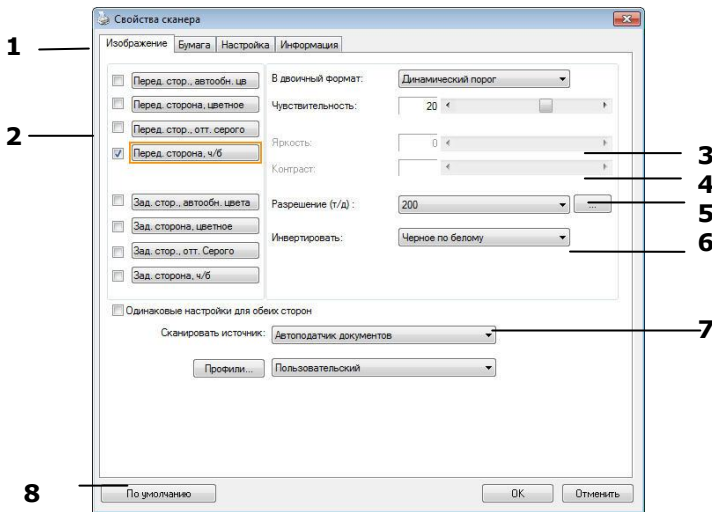 Свойства сканера
1
Изображение Бумага Настройка Информация
Перед. стор., автообн. цв
В двоичный формат: Динамический порог
Перед. сторона, цветное
Чувствительность: 20
2
Перед. стор., отт. серого
Яркость: 0
3
Перед. сторона, ч/б
Контраст:
4
Зад. стор., автообн. цвета
Разрешение (т/д) : 200 ...
5
Зад. сторона, цветное
Инвертировать: Черное по белому
6
Зад. стор., отт. Серого
Зад. сторона, ч/б
Одинаковые настройки для обеих сторон
Сканировать источник: Автоподатчик документов
7
Профили... Пользовательский
8
По умолчанию OK Отменить